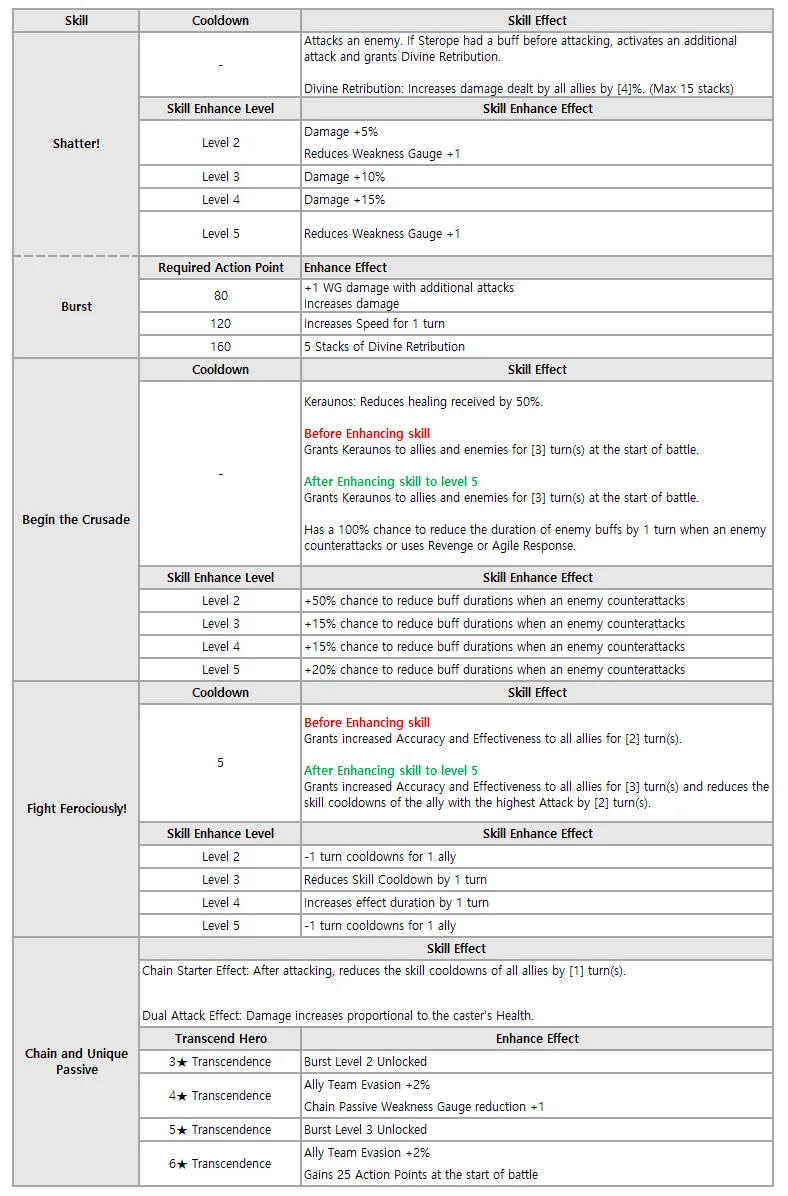 Skill Cooldown Skill Effect
Shatter!
-
Attacks an enemy. If Sterope had a buff before attacking, activates an additional
attack and grants Divine Retribution.
Divine Retribution: Increases damage dealt by all allies by [4]%. (Max 15 stacks)
Skill Enhance Level Skill Enhance Effect
Level 2
Damage +5%
Reduces Weakness Gauge +1
Level 3 Damage +10%
Level 4 Damage +15%
Level 5 Reduces Weakness Gauge +1
Burst
Required Action Point Enhance Effect
80
+1 WG damage with additional attacks
Increases damage
120 Increases Speed for 1 turn
160 5 Stacks of Divine Retribution
Begin the Crusade
Cooldown Skill Effect
-
Keraunos: Reduces healing received by 50%.
Before Enhancing skill
Grants Keraunos to allies and enemies for [3] turn(s) at the start of battle.
After Enhancing skill to level 5
Grants Keraunos to allies and enemies for [3] turn(s) at the start of battle.
Has a 100% chance to reduce the duration of enemy buffs by 1 turn when an enemy
counterattacks or uses Revenge or Agile Response.
Skill Enhance Level Skill Enhance Effect
Level 2 +50% chance to reduce buff durations when an enemy counterattacks
Level 3 +15% chance to reduce buff durations when an enemy counterattacks
Level 4 +15% chance to reduce buff durations when an enemy counterattacks
Level 5 +20% chance to reduce buff durations when an enemy counterattacks
Fight Ferociously!
Cooldown Skill Effect
5
Before Enhancing skill
Grants increased Accuracy and Effectiveness to all allies for [2] turn(s).
After Enhancing skill to level 5
Grants increased Accuracy and Effectiveness to all allies for [3] turn(s) and reduces the
skill cooldowns of the ally with the highest Attack by [2] turn(s).
Skill Enhance Level Skill Enhance Effect
Level 2 -1 turn cooldowns for 1 ally
Level 3 Reduces Skill Cooldown by 1 turn
Level 4 Increases effect duration by 1 turn
Level 5 -1 turn cooldowns for 1 ally
Chain and Unique
Passive
Skill Effect
Chain Starter Effect: After attacking, reduces the skill cooldowns of all allies by [1] turn(s).
Dual Attack Effect: Damage increases proportional to the caster's Health.
Transcend Hero Enhance Effect
3★ Transcendence Burst Level 2 Unlocked
4★ Transcendence
Ally Team Evasion +2%
Chain Passive Weakness Gauge reduction +1
5★ Transcendence Burst Level 3 Unlocked
6★ Transcendence
Ally Team Evasion +2%
Gains 25 Action Points at the start of battle